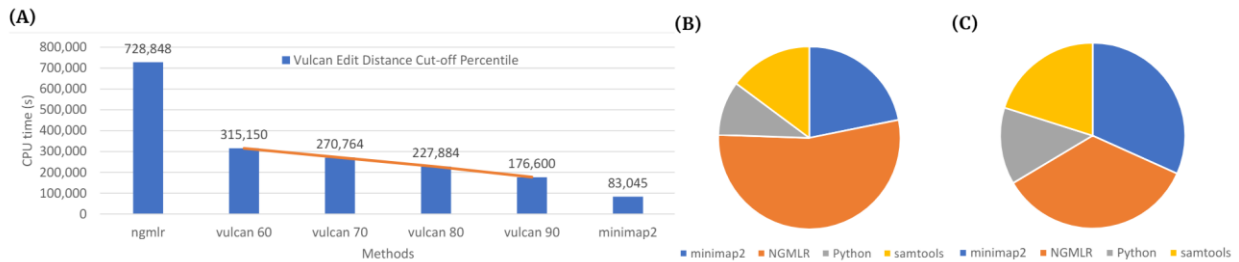 (A)
800,000
700,000
600,000
500,000
400,000
300,000
200,000
100,000
0
CPU time (s)
728,848
315,150
270,764
227,884
176,600
83,045
Vulcan Edit Distance Cut-off Percentile
ngmlr vulcan 60 vulcan 70 vulcan 80 vulcan 90 minimap2
Methods
(B)
minimap2 NGMLR Python samtools
(C)
minimap2 NGMLR Python samtools